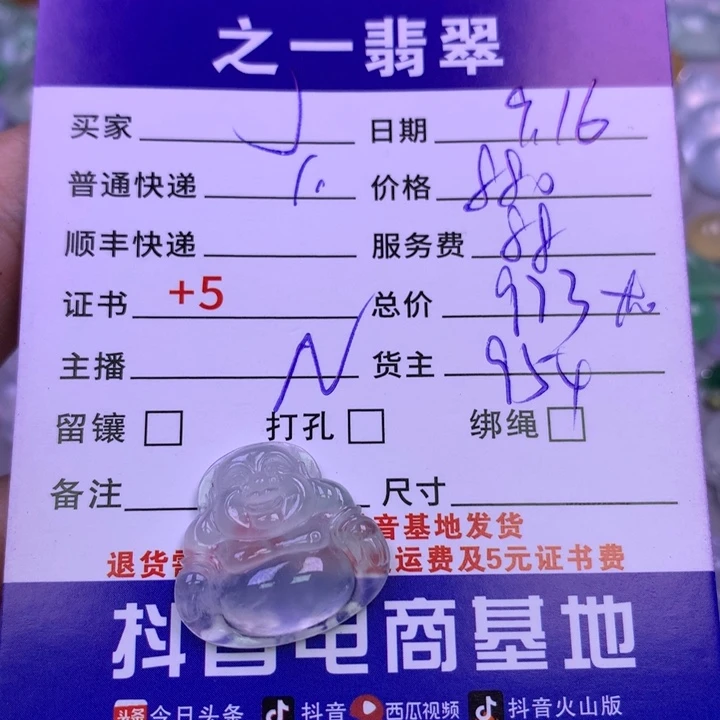 之一翡翠
买家 日期 9.16
普通快递 价格 880
顺丰快递 服务费 88
证书 +5 总价 973
主播 N 货主 954
留镶 打孔 绑绳
备注 尺寸
音基地发货
退货 运费及5元证书费
抖音电商基地
头条 今日头条 抖音 西瓜视频 抖音火山版